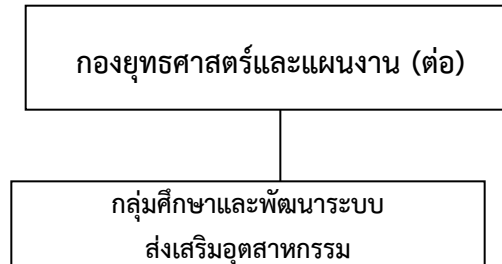 กองยุทธศาสตร์และแผนงาน (ต่อ)
กลุ่มศึกษาและพัฒนาระบบ
ส่งเสริมอุตสาหกรรม